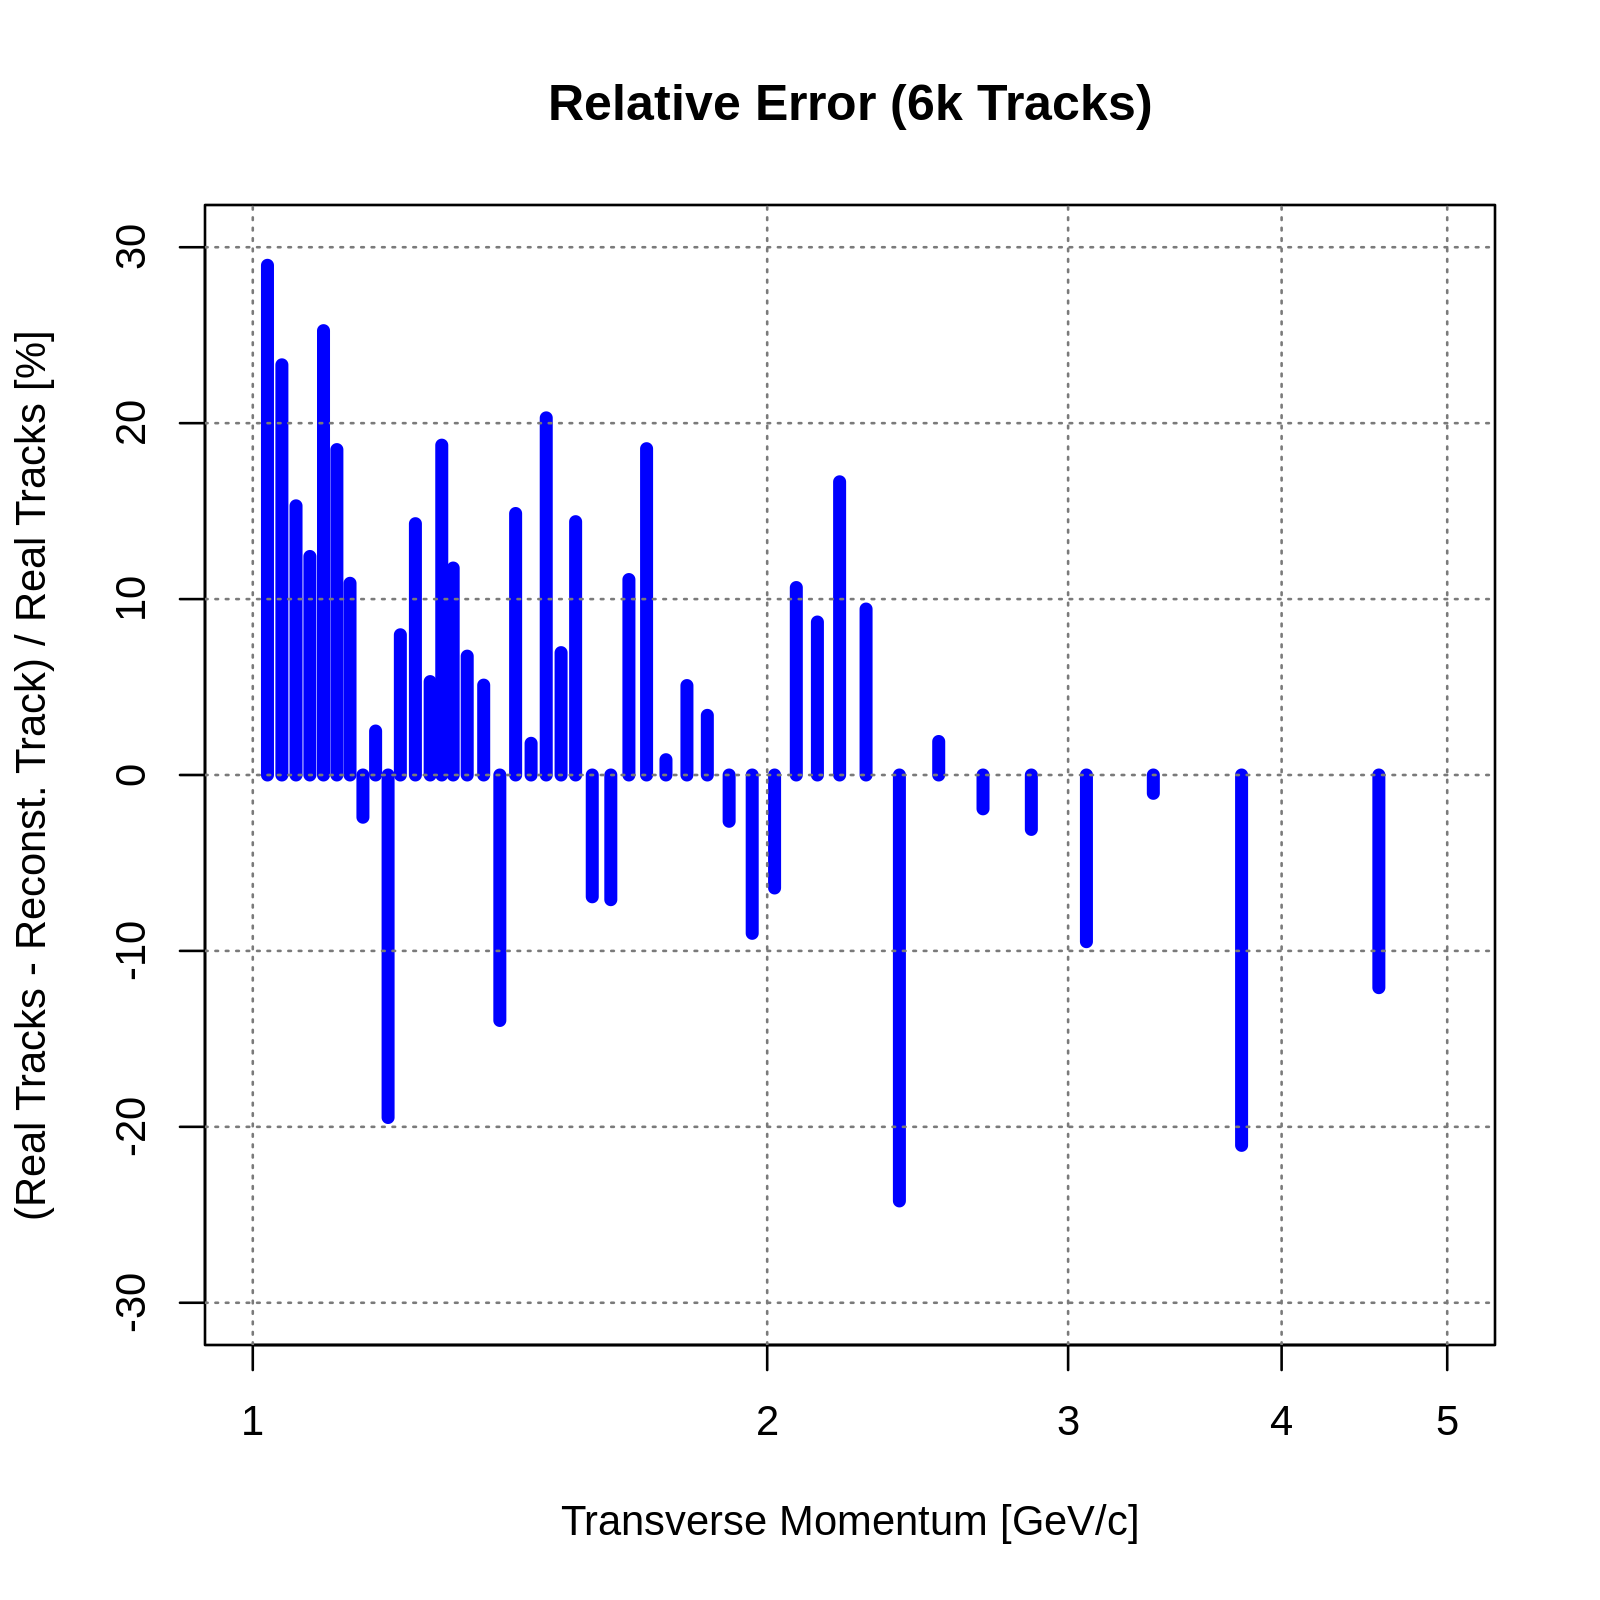 Relative Error (6k Tracks)
(Real Tracks - Reconst. Track) / Real Tracks [%]
30
20
10
0
-10
-20
-30
1 2 3 4 5
Transverse Momentum [GeV/c]